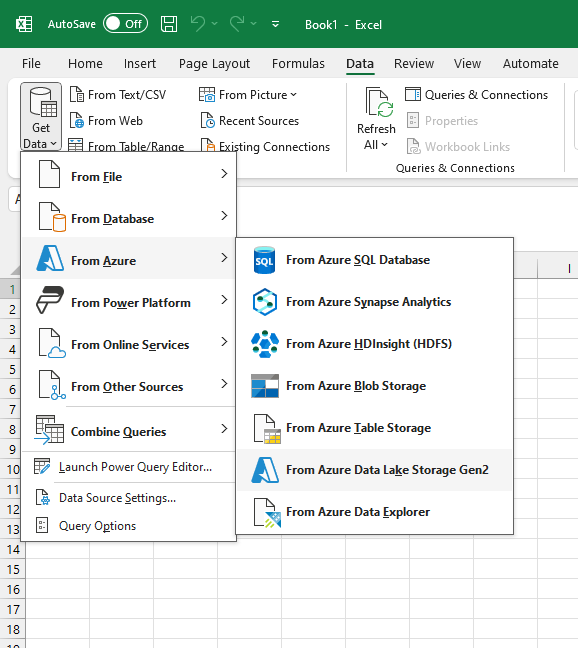 AutoSave Off Book1 - Excel
File Home Insert Page Layout Formulas Data Review View Automate
Get Data
From Text/CSV
From Web
From Table/Range
From Picture
Recent Sources
Existing Connections
Refresh All
Queries & Connections
Properties
Workbook Links
Queries & Connections
From File
From Database
From Azure
From Power Platform
From Online Services
From Other Sources
Combine Queries
Launch Power Query Editor...
Data Source Settings...
Query Options
SQL
From Azure SQL Database
From Azure Synapse Analytics
From Azure HDInsight (HDFS)
From Azure Blob Storage
From Azure Table Storage
From Azure Data Lake Storage Gen2
From Azure Data Explorer
I
1
2
3
4
5
6
7
8
9
10
11
12
13
14
15
16
17
18